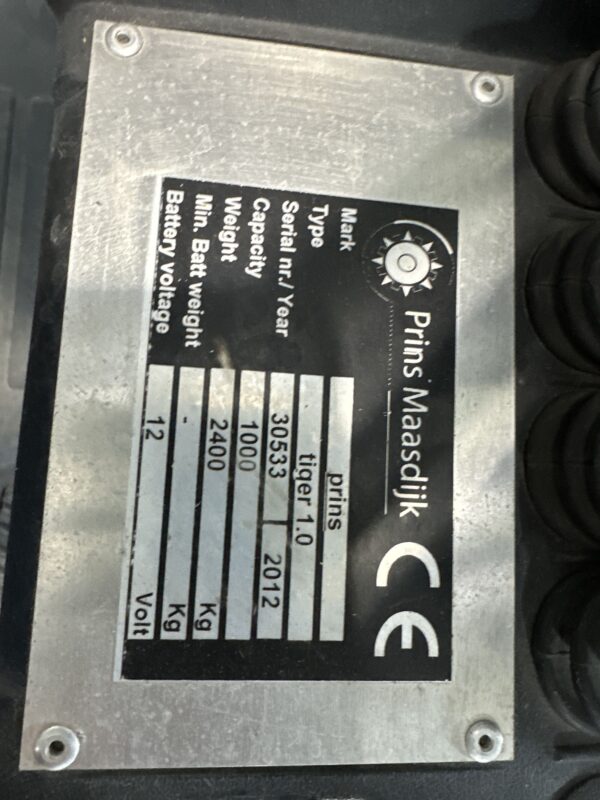 Prins Maasdijk CE
Mark prins
Type tiger 1.0
Serial nr./ Year 30533 | 2012
Capacity 1000
Weight 2400 Kg
Min. Batt weight - Kg
Battery voltage 12 Volt